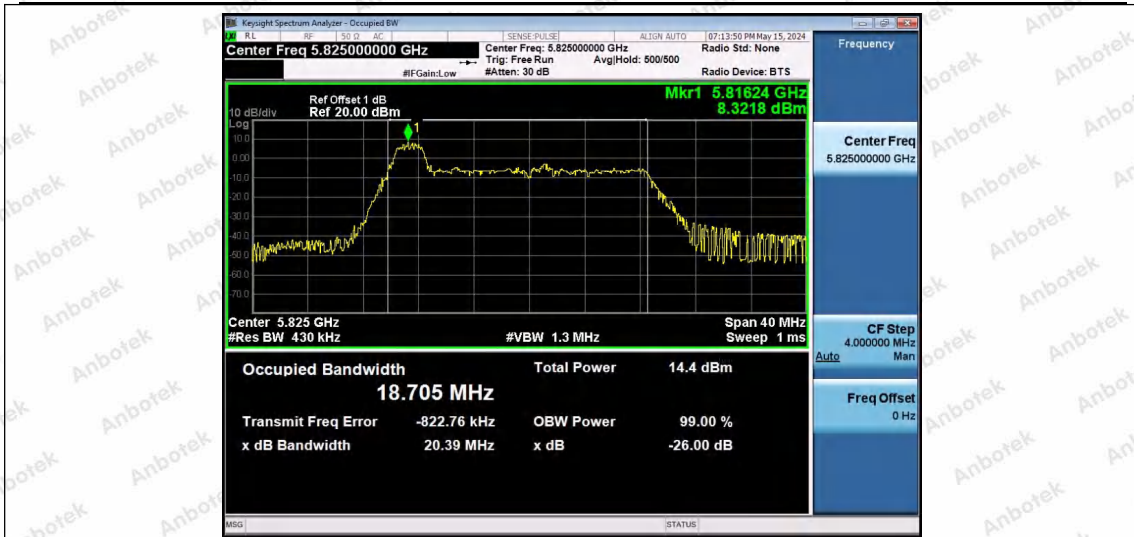 Keysight Spectrum Analyzer - Occupied BW
RL RF 50 Ω AC SENSE:PULSE ALIGN AUTO 07:13:50 PM May 15, 2024
Center Freq 5.825000000 GHz
Center Freq: 5.825000000 GHz
Radio Std: None
Trig: Free Run Avg|Hold: 500/500
#IFGain:Low #Atten: 30 dB Radio Device: BTS
Frequency
Mkr1 5.81624 GHz
8.3218 dBm
Ref Offset 1 dB
10 dB/div Ref 20.00 dBm
Log
1
10.0
0.00
-20.0
-30.0
-40.0
-50.0
-60.0
-70.0
Center 5.825 GHz Span 40 MHz
#Res BW 430 kHz #VBW 1.3 MHz Sweep 1 ms
Occupied Bandwidth Total Power 14.4 dBm
18.705 MHz
Transmit Freq Error -822.76 kHz OBW Power 99.00 %
x dB Bandwidth 20.39 MHz x dB -26.00 dB
Center Freq
5.825000000 GHz
CF Step
4.000000 MHz
Auto Man
Freq Offset
0 Hz
MSG STATUS
Anbotek